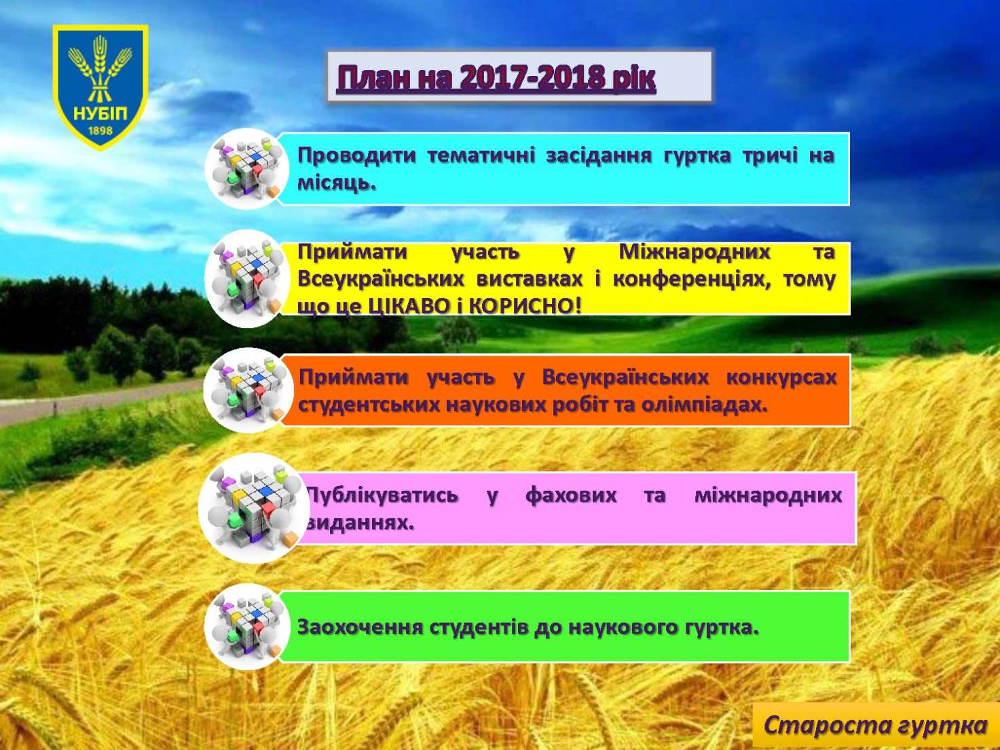 НУБІП
1898
План на 2017-2018 рік
Проводити тематичні засідання гуртка тричі на
місяць.
Приймати участь у Міжнародних та
Всеукраїнських виставках і конференціях, тому
що це ЦІКАВО і КОРИСНО!
Приймати участь у Всеукраїнських конкурсах
студентських наукових робіт та олімпіадах.
Публікуватись у фахових та міжнародних
виданнях.
Заохочення студентів до наукового гуртка.
Староста гуртка